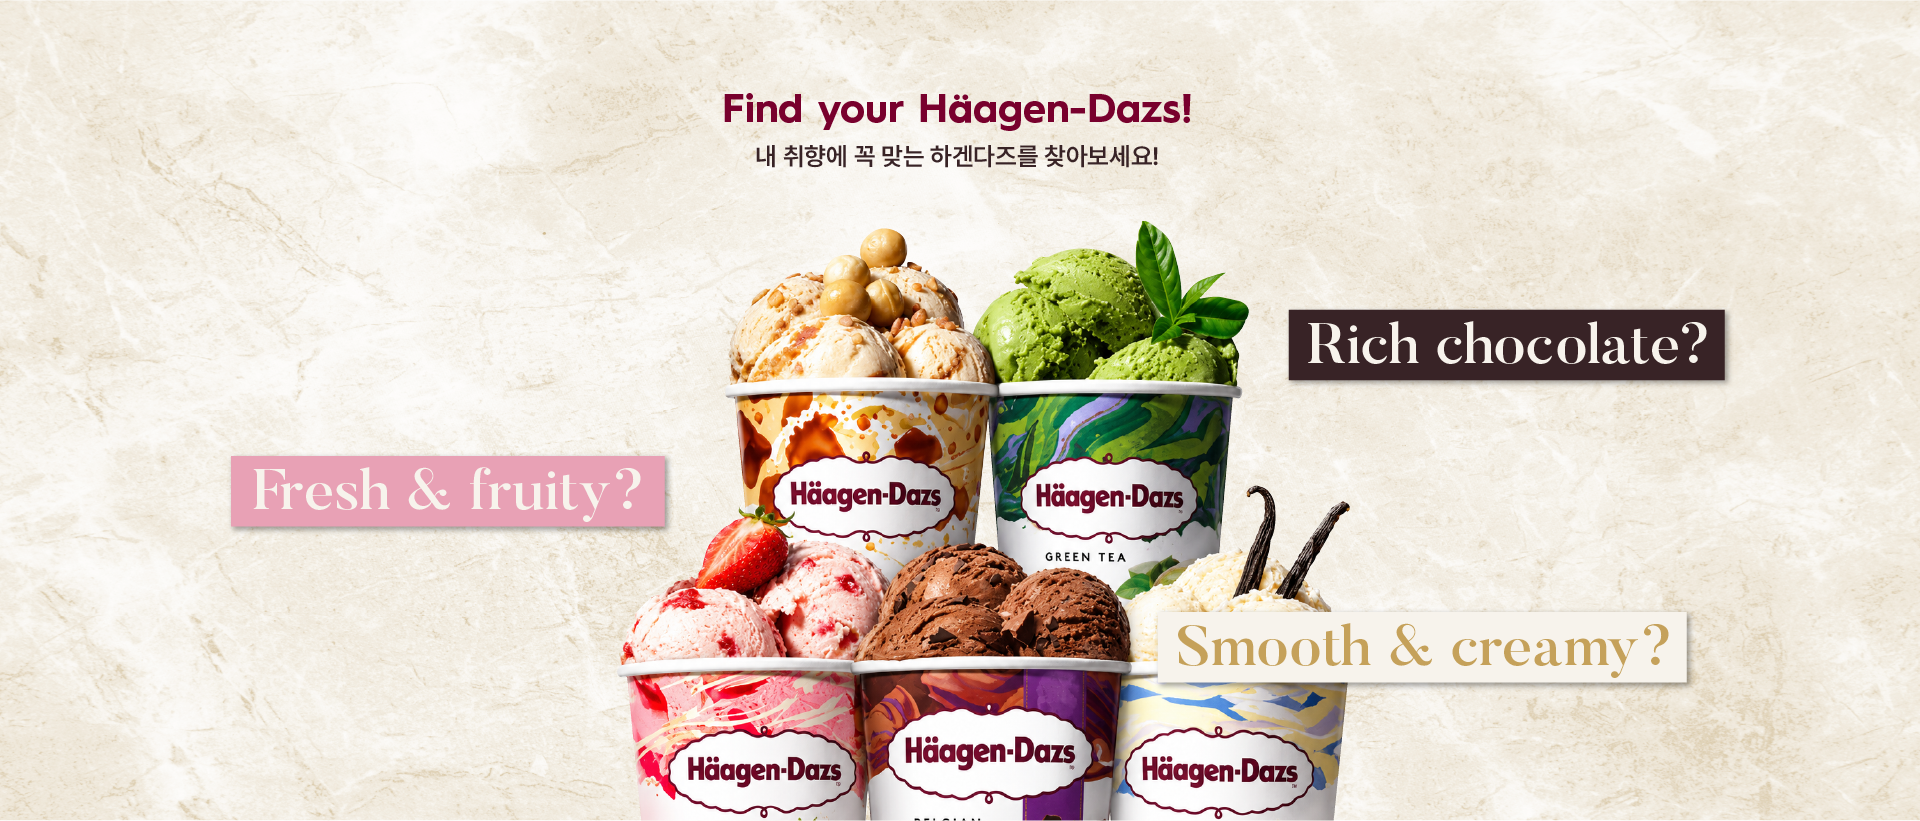 Find your Häagen-Dazs!
내 취향에 꼭 맞는 하겐다즈를 찾아보세요!
Rich chocolate?
Fresh & fruity?
Häagen-Dazs
Häagen-Dazs
GREEN TEA
Smooth & creamy?
Häagen-Dazs
Häagen-Dazs
Häagen-Dazs